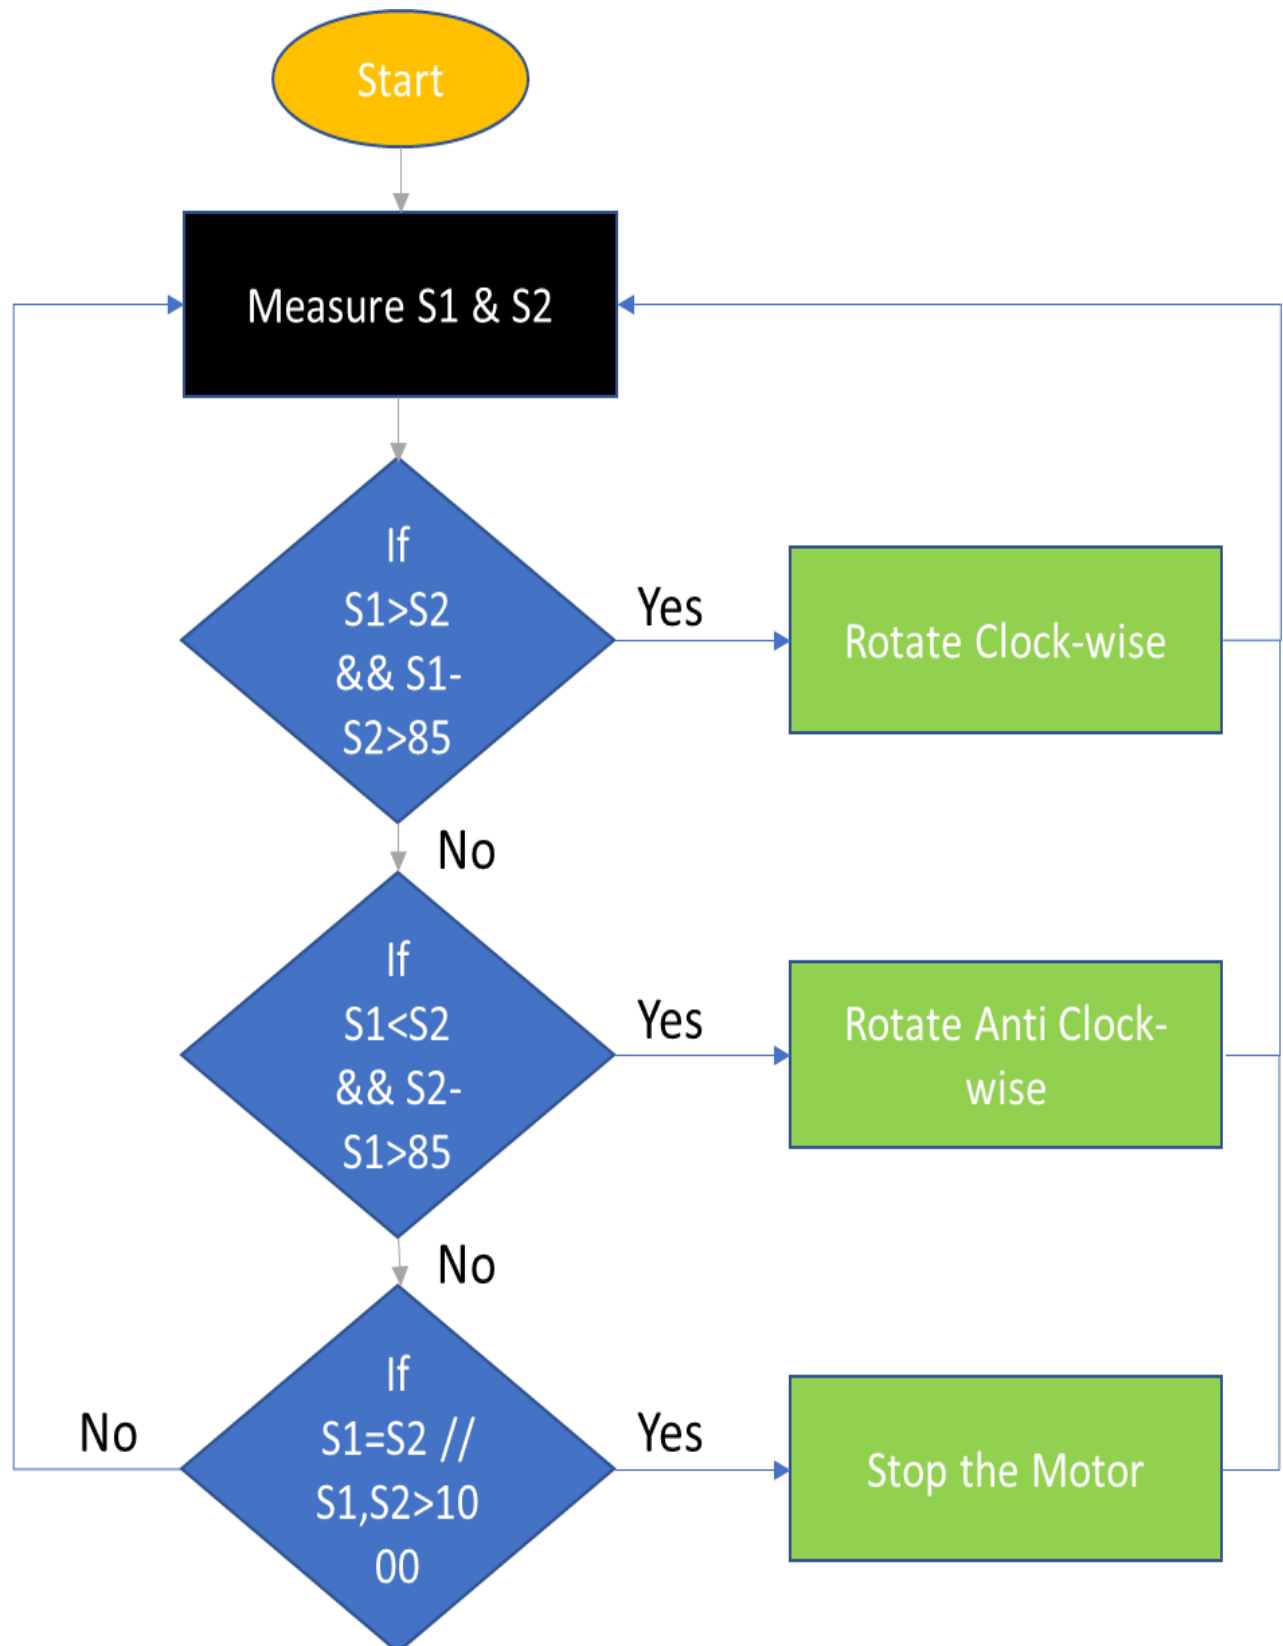 Start
Measure S1 & S2
If
S1>S2
&& S1-
S2>85
Yes
Rotate Clock-wise
No
If
S1<S2
&& S2-
S1>85
Yes
Rotate Anti Clock-
wise
No
If
S1=S2 //
S1,S2>10
00
No
Yes
Stop the Motor